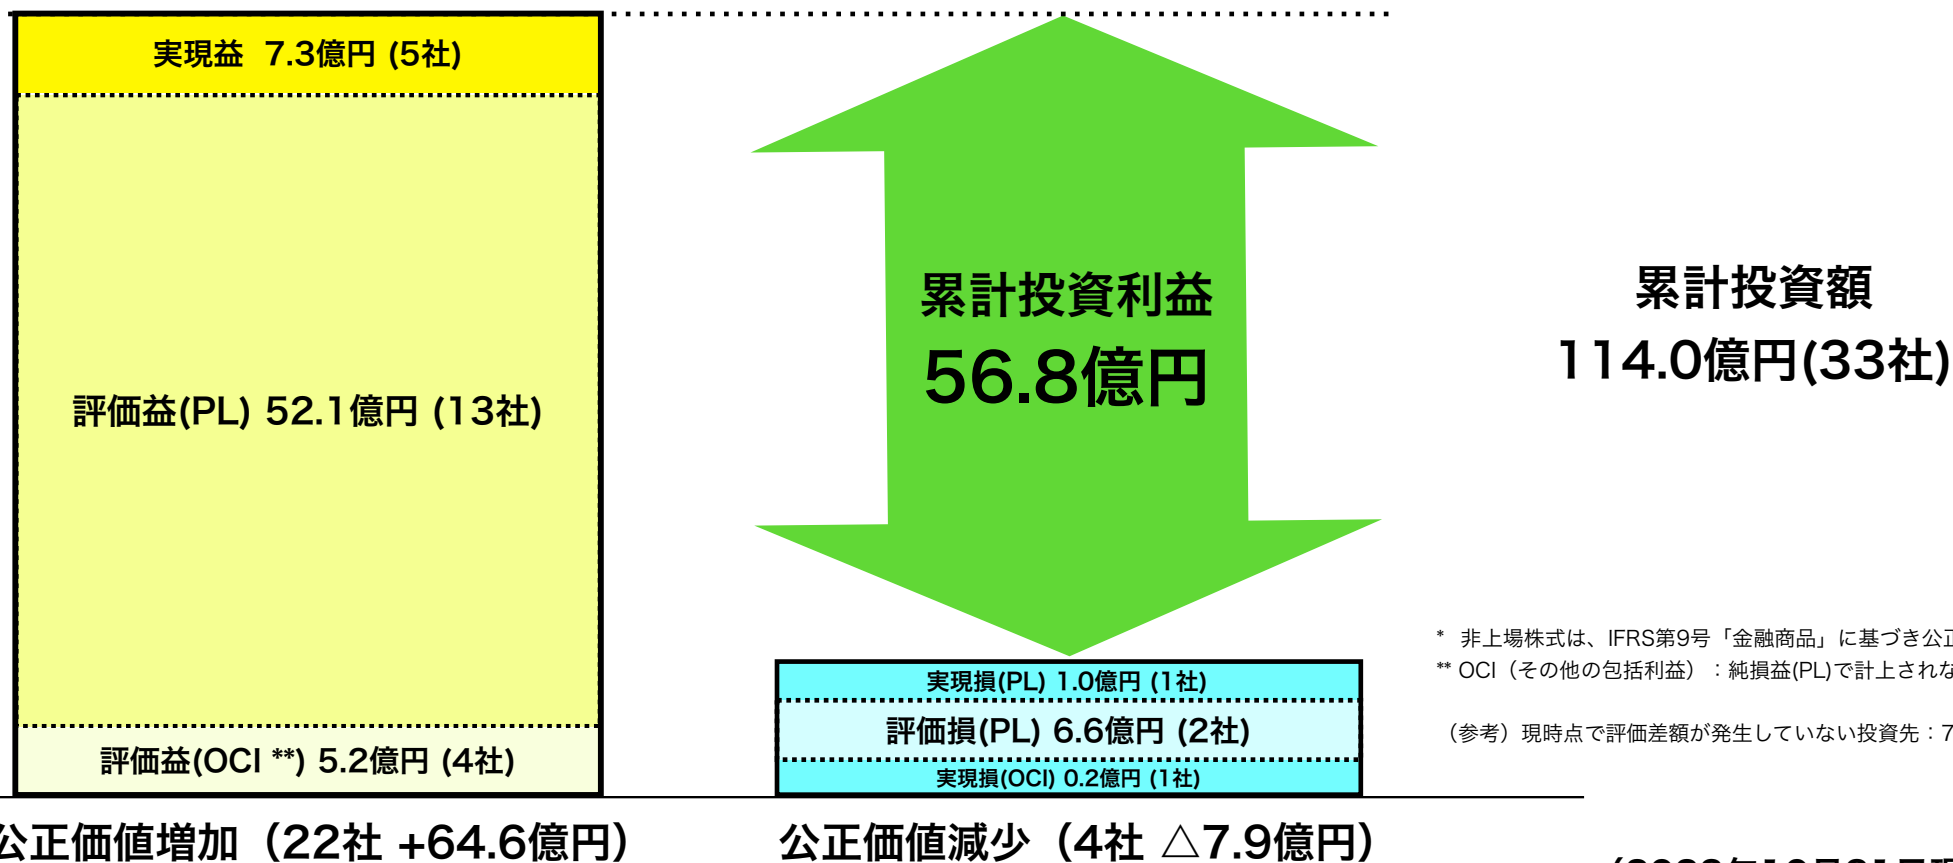 実現益 7.3億円 (5社)
評価益(PL) 52.1億円 (13社)
評価益(OCI **) 5.2億円 (4社)
公正価値増加（22社 +64.6億円）
累計投資利益
56.8億円
実現損(PL) 1.0億円 (1社)
評価損(PL) 6.6億円 (2社)
実現損(OCI) 0.2億円 (1社)
公正価値減少（4社 △7.9億円）
累計投資額
114.0億円(33社)
* 非上場株式は、IFRS第9号「金融商品」に基づき公正
** OCI（その他の包括利益）：純損益(PL)で計上されな
（参考）現時点で評価差額が発生していない投資先：7